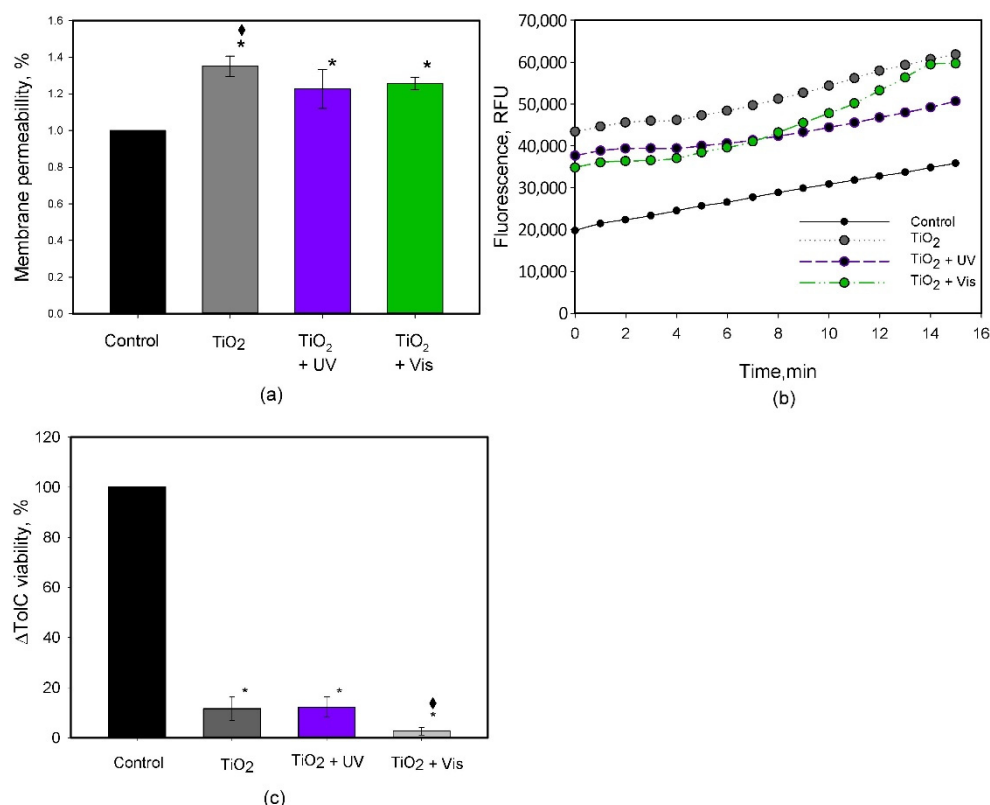 Membrane permeabillity, %
1.6
1.4
1.2
1.0
0.8
0.6
0.4
0.2
0.0
♦
*
*
*
Control
TiO2
TiO2
+ UV
TiO2
+ Vis
(a)
Fluorescence, RFU
70,000
60,000
50,000
40,000
30,000
20,000
10,000
0
Control
TiO2
TiO2 + UV
TiO2 + Vis
0 2 4 6 8 10 12 14 16
Time,min
(b)
ΔTolC viability, %
120
100
80
60
40
20
0
*
*
♦
*
Control
TiO2
TiO2 + UV
TiO2 + Vis
(c)